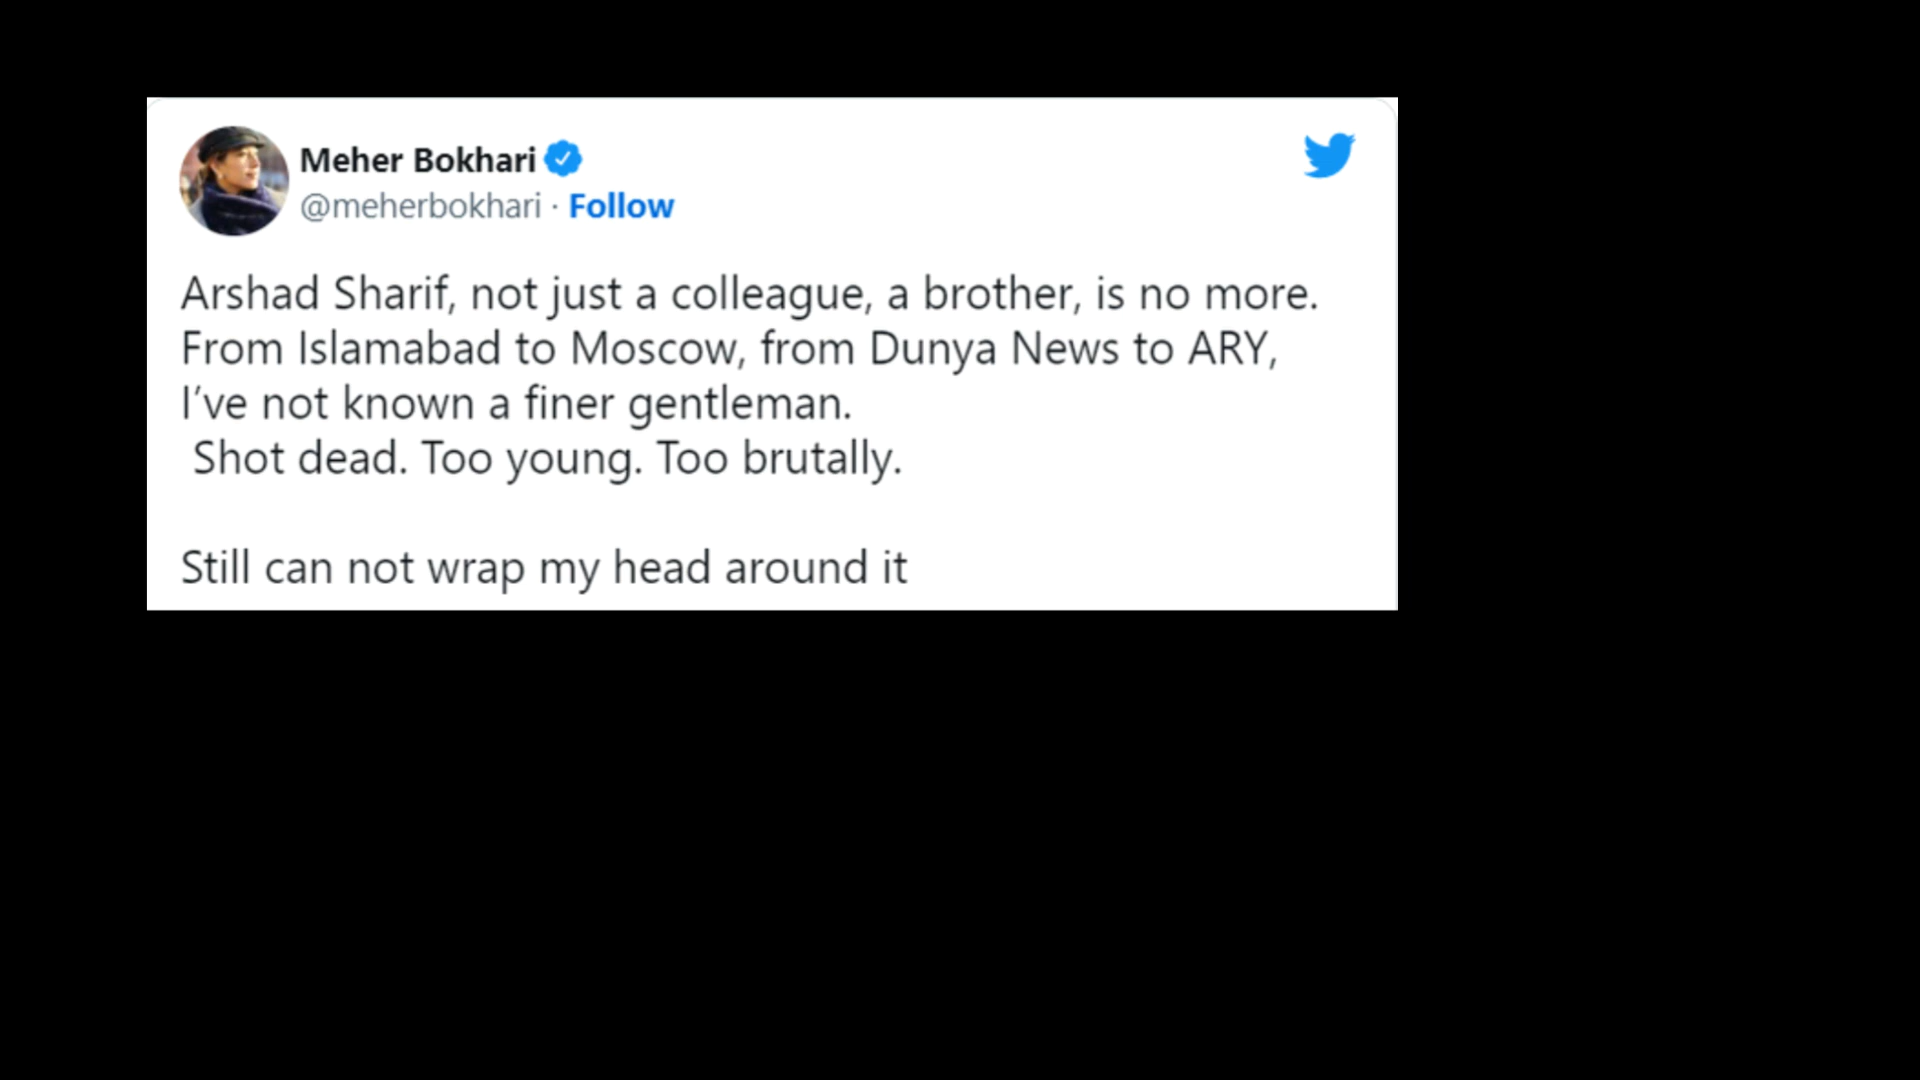 Meher Bokhari
@meherbokhari · Follow
Arshad Sharif, not just a colleague, a brother, is no more.
From Islamabad to Moscow, from Dunya News to ARY,
I’ve not known a finer gentleman.
Shot dead. Too young. Too brutally.
Still can not wrap my head around it